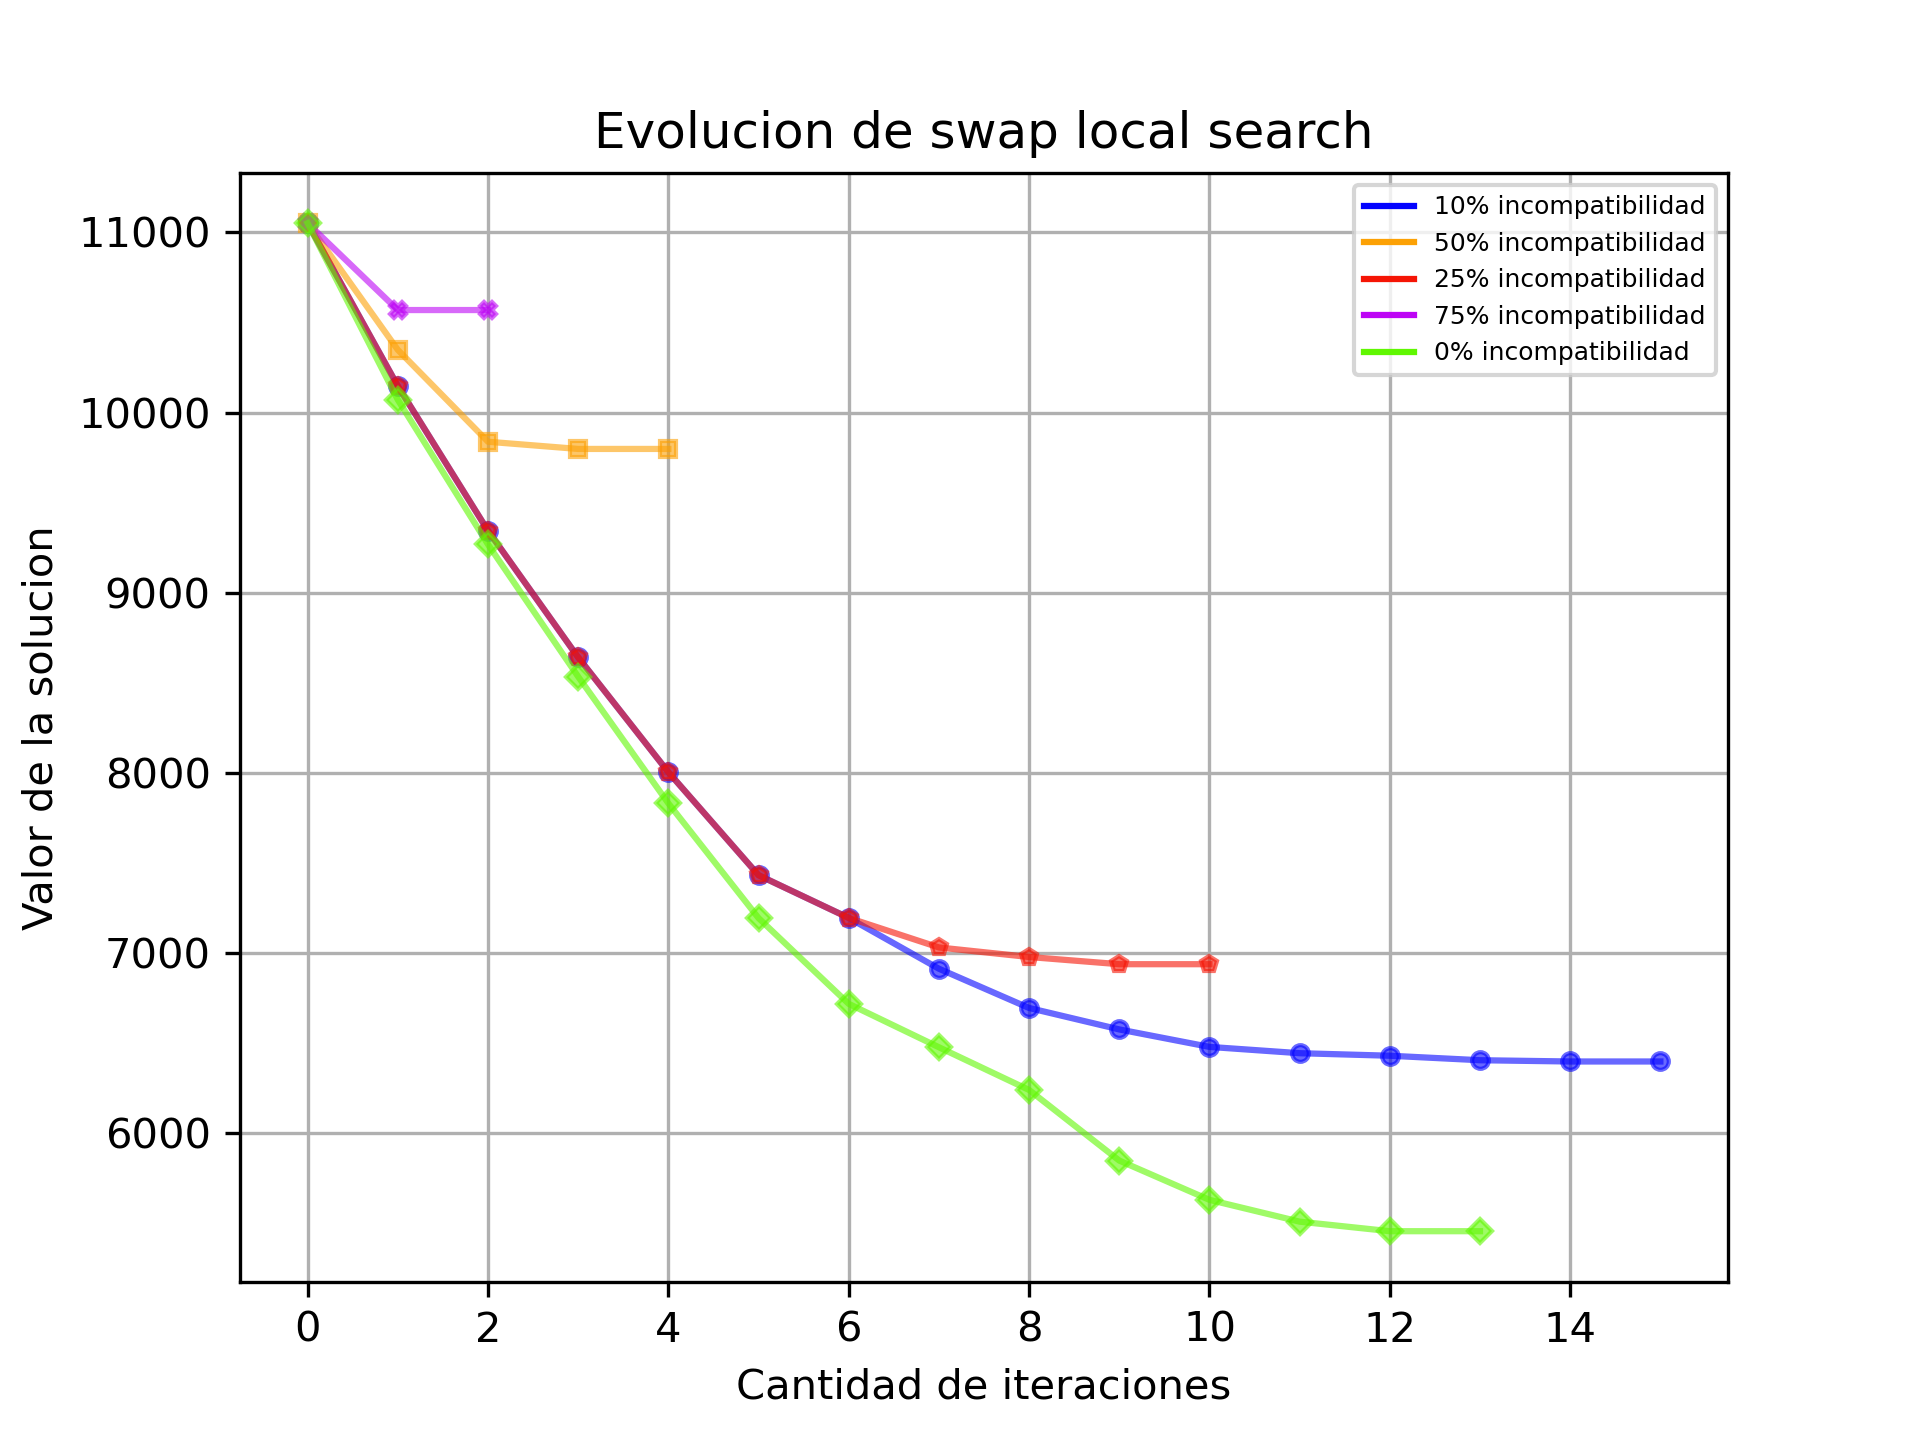 Evolucion de swap local search
11000
10000
9000
8000
7000
6000
Valor de la solucion
10% incompatibilidad
50% incompatibilidad
25% incompatibilidad
75% incompatibilidad
0% incompatibilidad
0 2 4 6 8 10 12 14
Cantidad de iteraciones